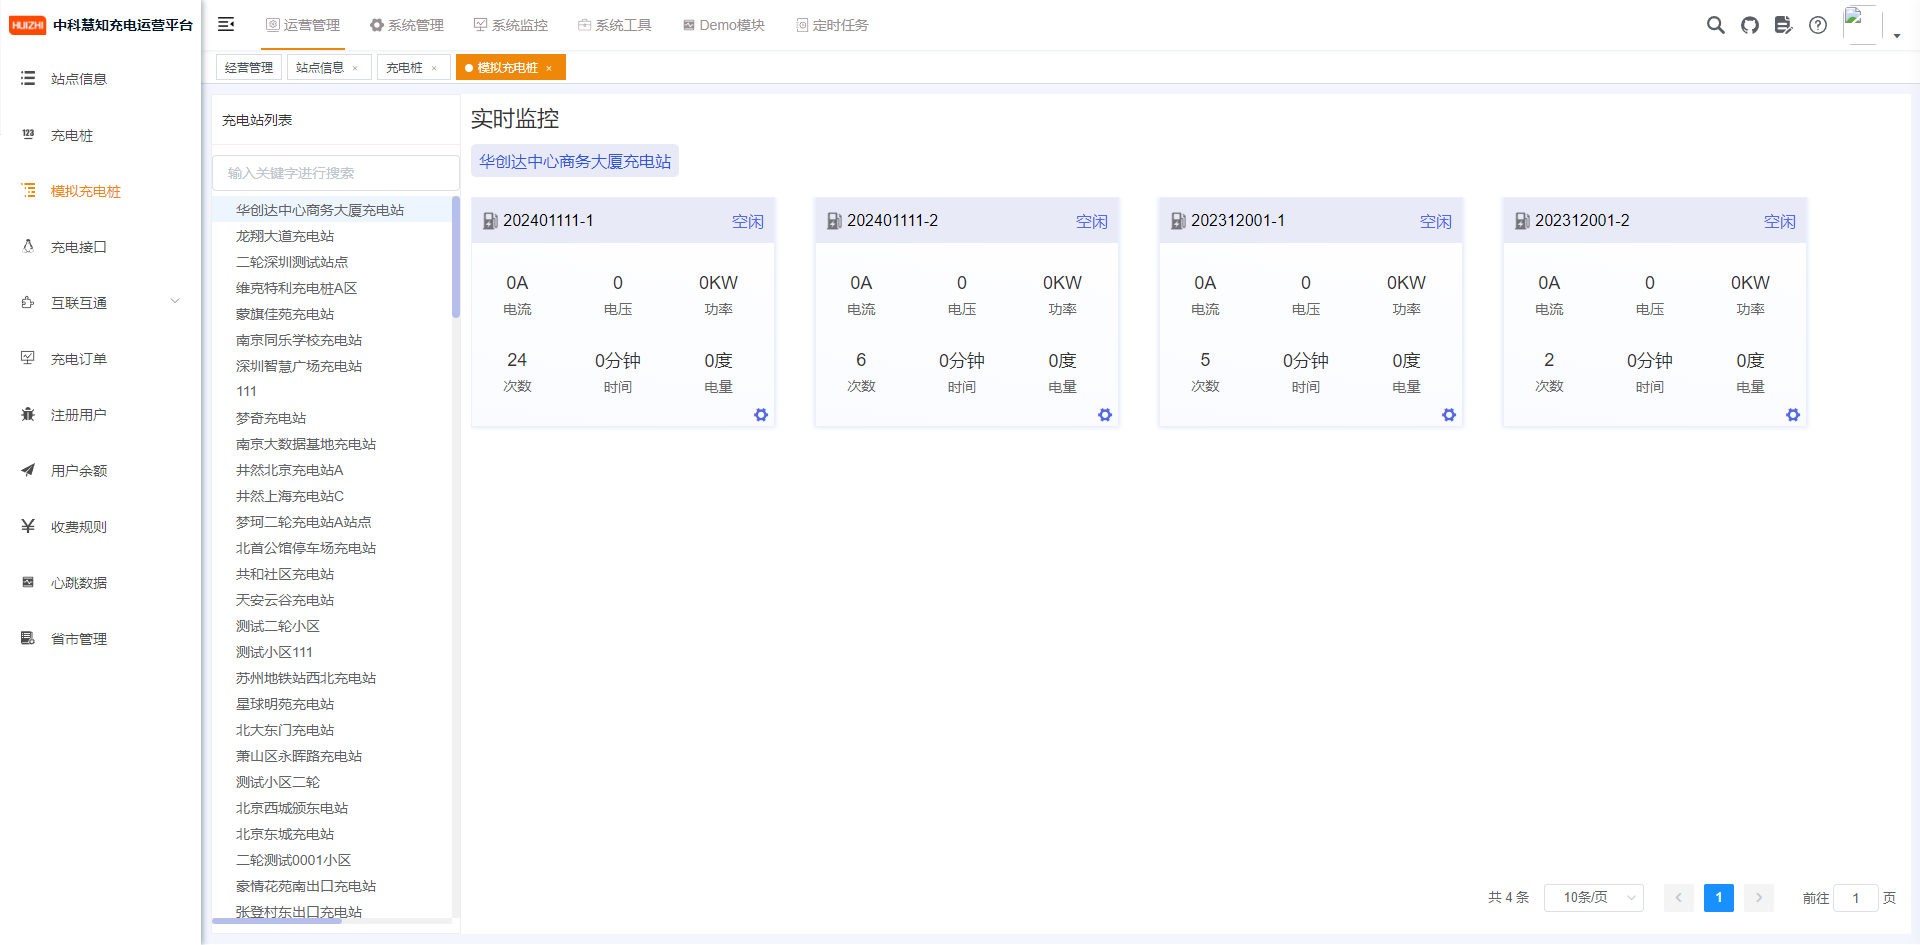 HUIZHI 中科慧知充电运营平台
运营管理 系统管理 系统监控 系统工具 Demo模块 定时任务
经营管理 站点信息 × 充电桩 × 模拟充电桩 ×
站点信息
充电桩
模拟充电桩
充电接口
互联互通
充电订单
注册用户
用户余额
收费规则
心跳数据
省市管理
充电站列表
输入关键字进行搜索
华创达中心商务大厦充电站
龙翔大道充电站
二轮深圳测试站点
维克特利充电桩A区
蒙旗佳苑充电站
南京同乐学校充电站
深圳智慧广场充电站
111
梦奇充电站
南京大数据基地充电站
井然北京充电站A
井然上海充电站C
梦珂二轮充电站A站点
北首公馆停车场充电站
共和社区充电站
天安云谷充电站
测试二轮小区
测试小区111
苏州地铁站西北充电站
星球明苑充电站
北大东门充电站
萧山区永晖路充电站
测试小区二轮
北京西城颁东电站
北京东城充电站
二轮测试0001小区
豪情花苑南出口充电站
张登村东出口充电站
实时监控
华创达中心商务大厦充电站
202401111-1 空闲
0A 0 0KW
电流 电压 功率
24 0分钟 0度
次数 时间 电量
202401111-2 空闲
0A 0 0KW
电流 电压 功率
6 0分钟 0度
次数 时间 电量
202312001-1 空闲
0A 0 0KW
电流 电压 功率
5 0分钟 0度
次数 时间 电量
202312001-2 空闲
0A 0 0KW
电流 电压 功率
2 0分钟 0度
次数 时间 电量
共 4 条 10条/页 1 前往 1 页